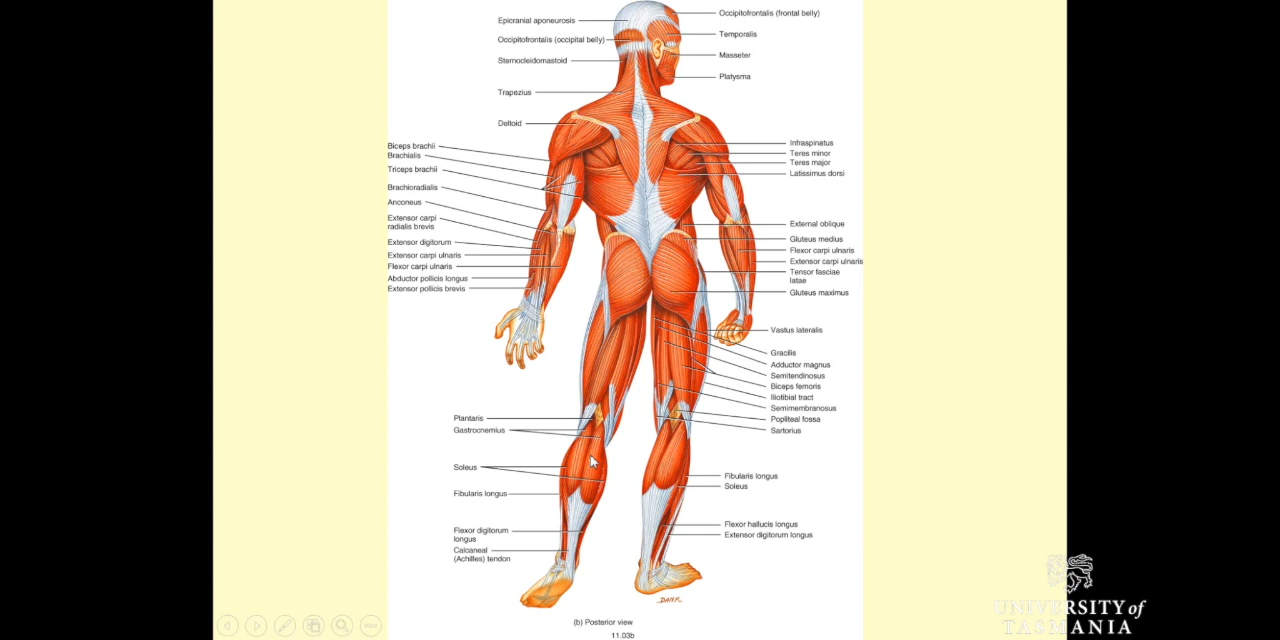 Epicranial aponeurosis
Occipitofrontalis (occipital belly)
Sternocleidomastoid
Trapezius
Deltoid
Biceps brachii
Brachialis
Triceps brachii
Brachioradialis
Anconeus
Extensor carpi
radialis brevis
Extensor digitorum
Extensor carpi ulnaris
Flexor carpi ulnaris
Abductor pollicis longus
Extensor pollicis brevis
Plantaris
Gastrocnemius
Soleus
Fibularis longus
Flexor digitorum
longus
Calcaneal
(Achilles) tendon
Occipitofrontalis (frontal belly)
Temporalis
Masseter
Platysma
Infraspinatus
Teres minor
Teres major
Latissimus dorsi
External oblique
Gluteus medius
Flexor carpi ulnaris
Extensor carpi ulnaris
Tensor fasciae
latae
Gluteus maximus
Vastus lateralis
Gracilis
Adductor magnus
Semitendinosus
Biceps femoris
Iliotibial tract
Semimembranosus
Popliteal fossa
Sartorius
Fibularis longus
Soleus
Flexor hallucis longus
Extensor digitorum longus
(b) Posterior view
11.03b
UNIVERSITY of
TASMANIA